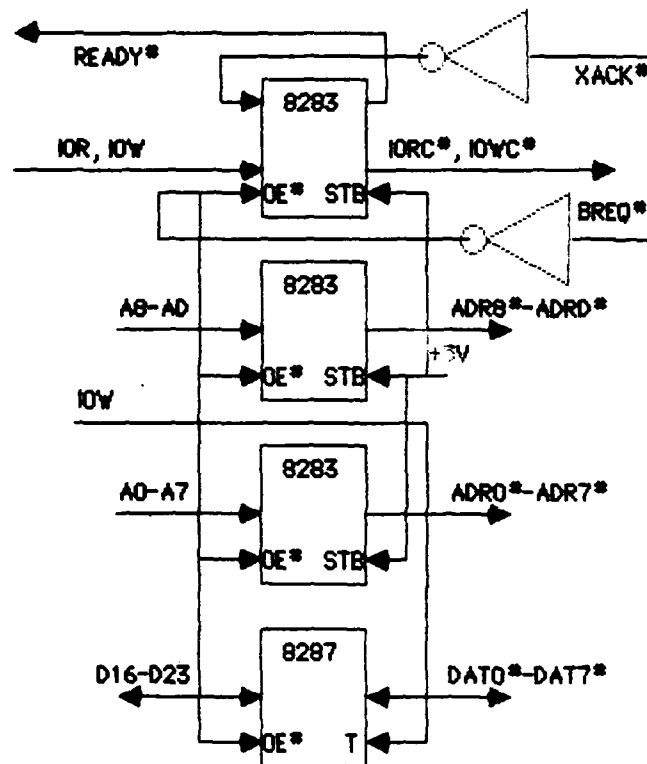 READY*
XACK*
8283
IOR, IOW
IORC*, IOWC*
OE* STB
BREQ*
8283
A8-AD
ADR8*-ADRD*
+5V
OE* STB
IOW
8283
A0-A7
ADR0*-ADR7*
OE* STB
8287
D16-D23
DAT0*-DAT7*
OE* T